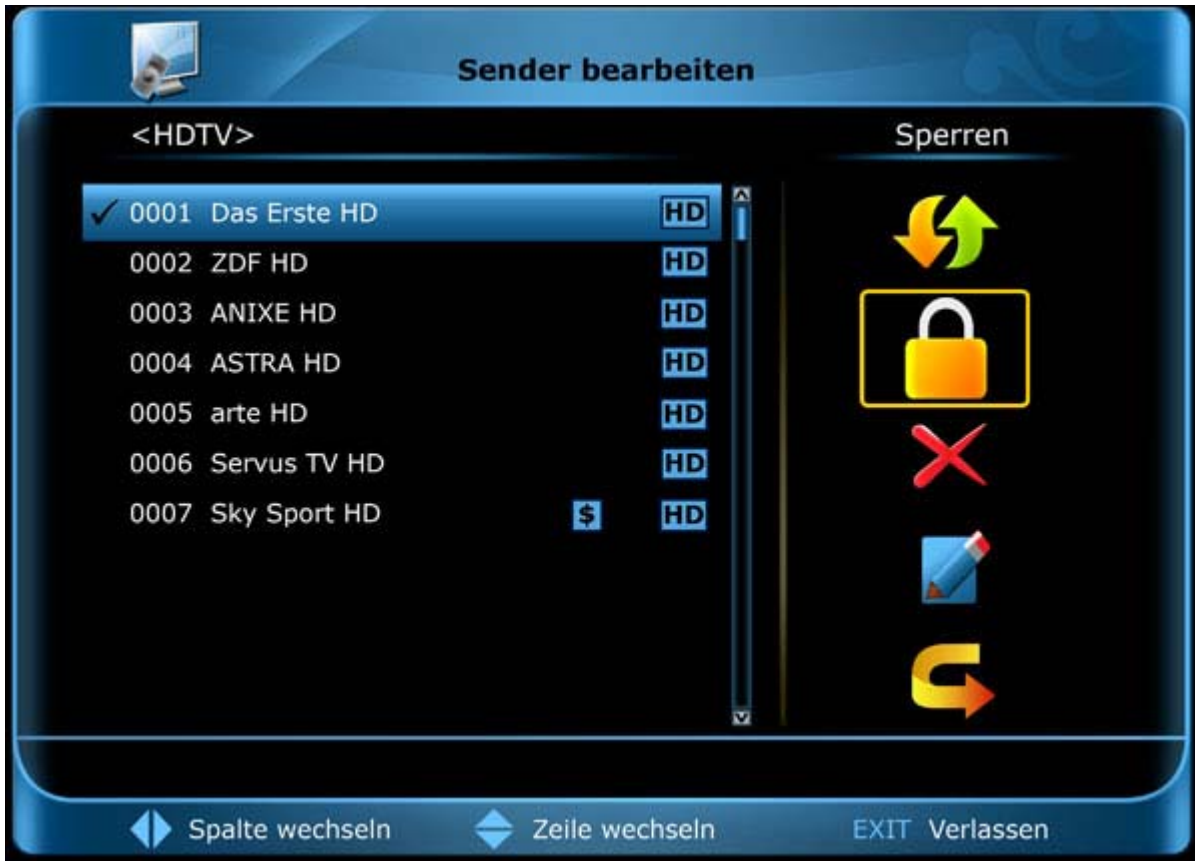 Sender bearbeiten
<HDTV> Sperren
0001 Das Erste HD HD
0002 ZDF HD HD
0003 ANIXE HD HD
0004 ASTRA HD HD
0005 arte HD HD
0006 Servus TV HD HD
0007 Sky Sport HD $ HD
Spalte wechseln Zeile wechseln EXIT Verlassen